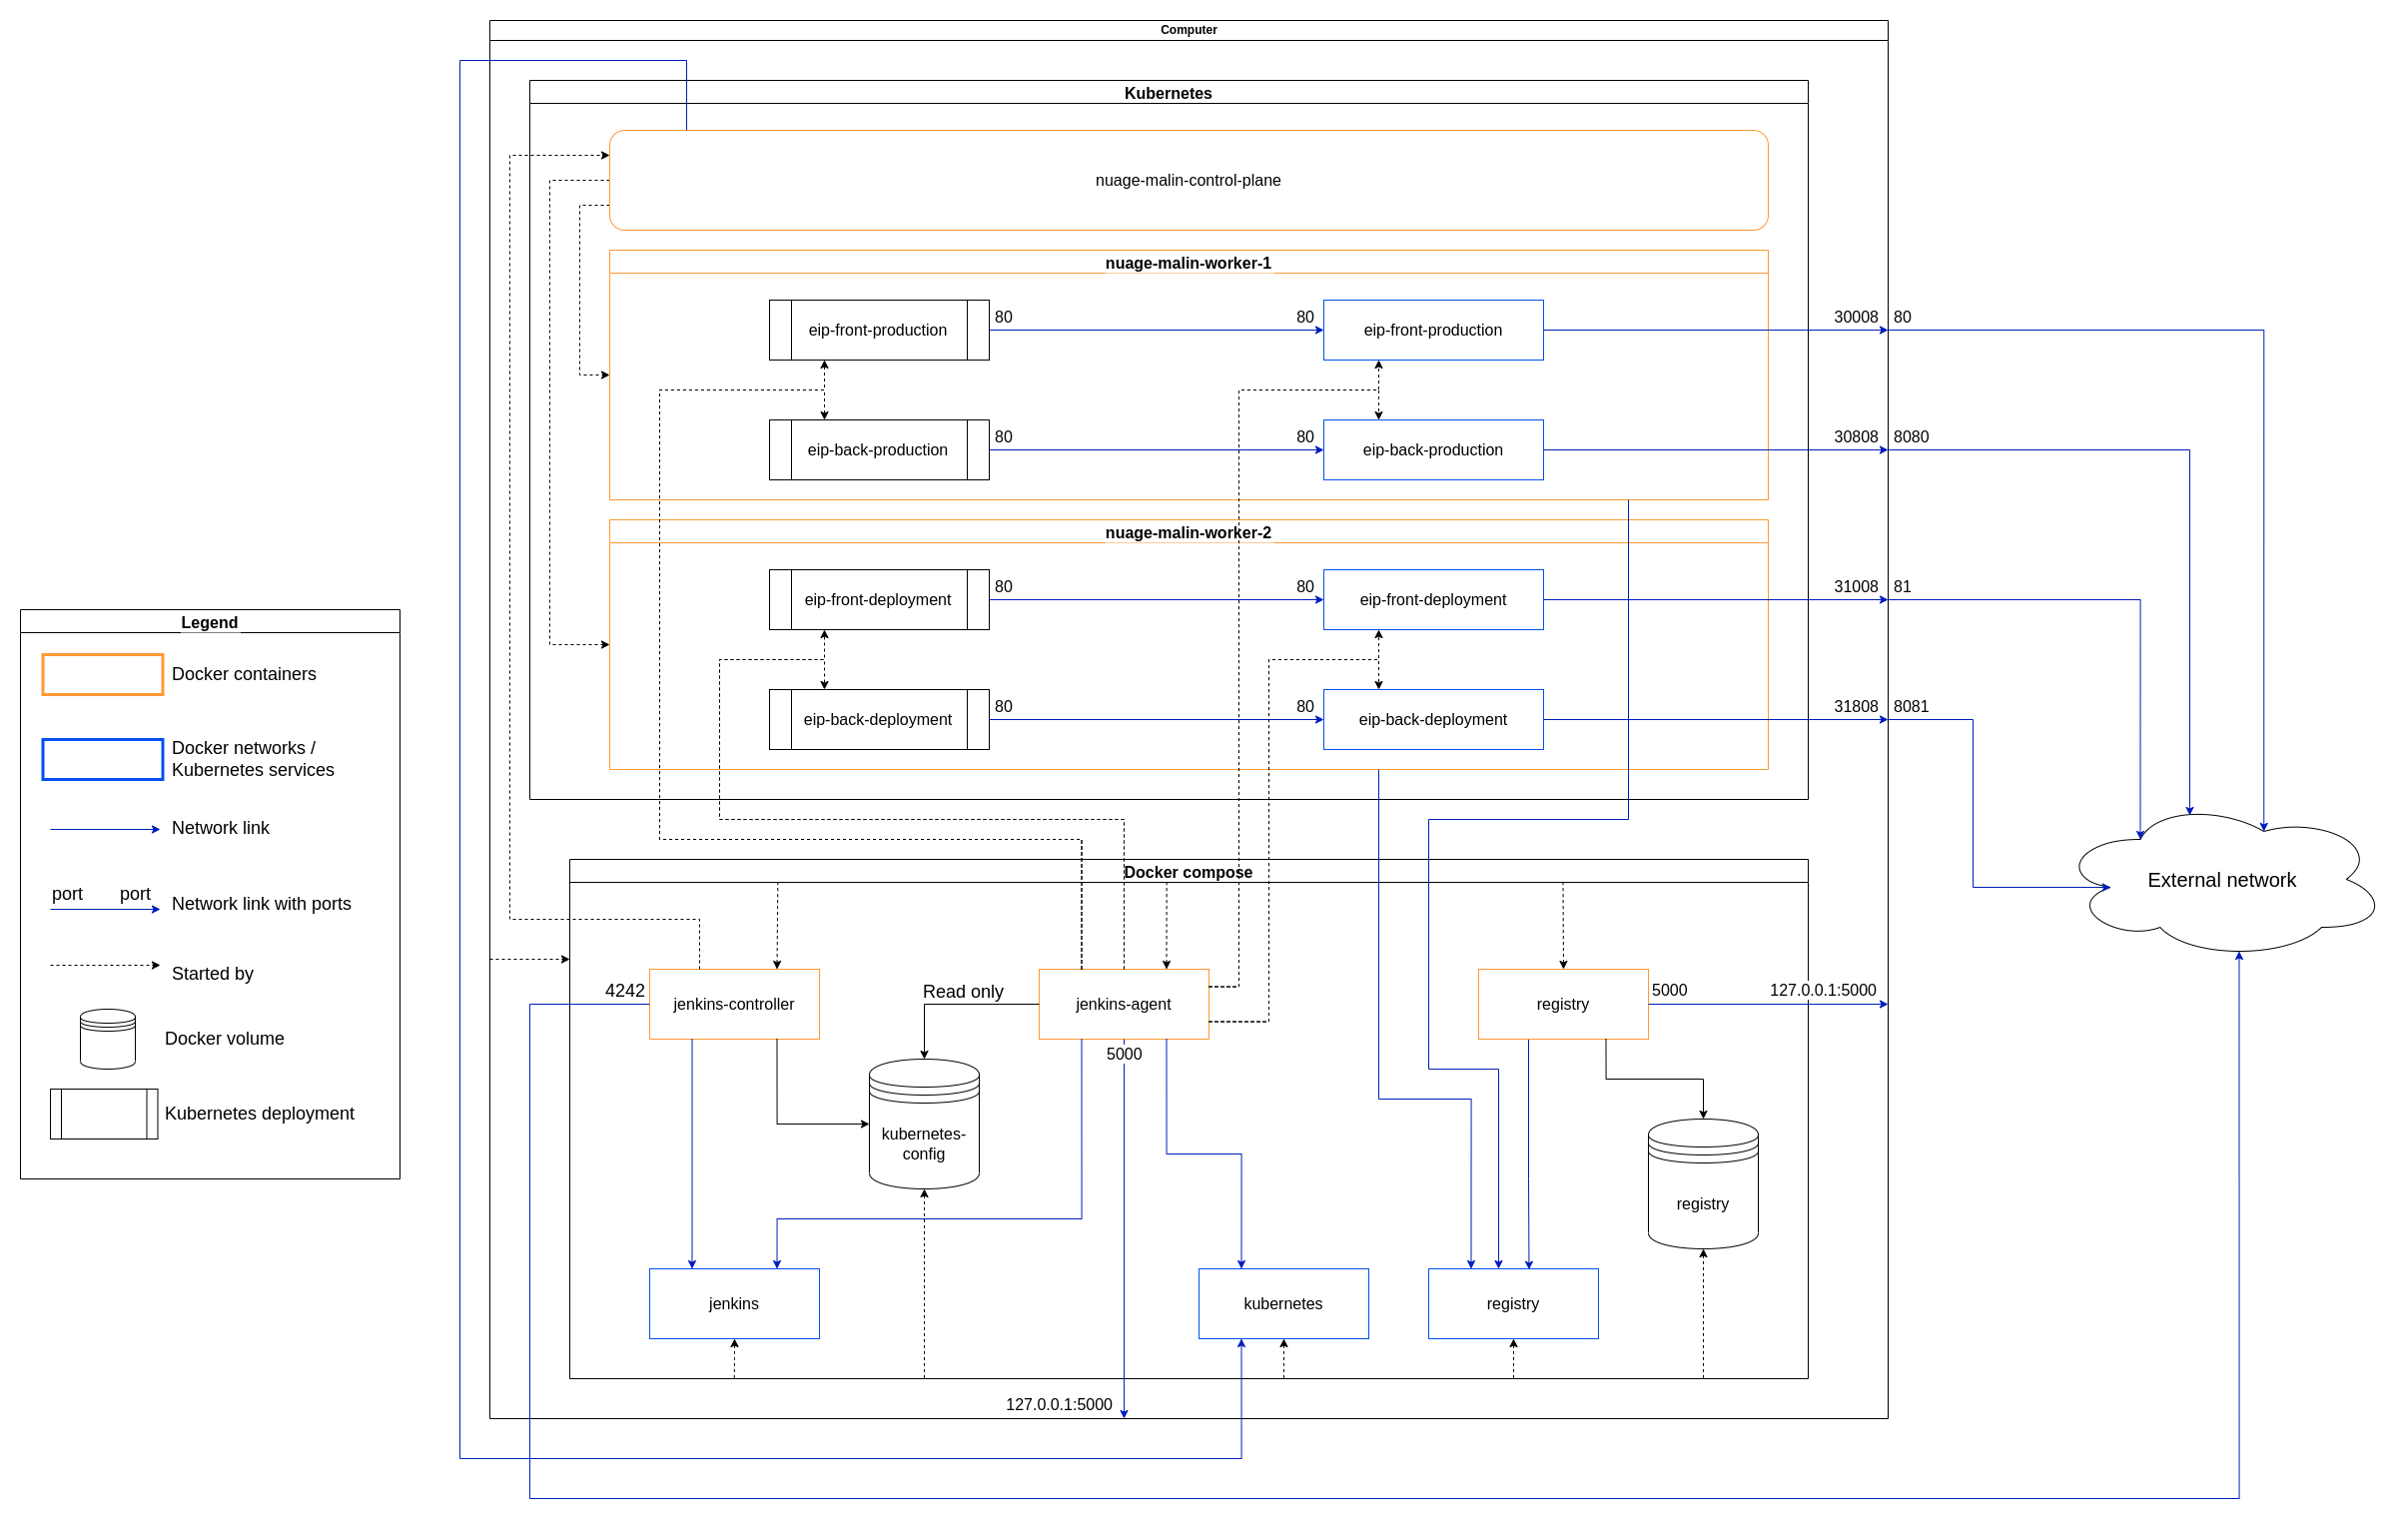 Computer
Kubernetes
nuage-malin-control-plane
nuage-malin-worker-1
eip-front-production
80
80
eip-front-production
30008
80
eip-back-production
80
80
eip-back-production
30808
8080
nuage-malin-worker-2
eip-front-deployment
80
80
eip-front-deployment
31008
81
eip-back-deployment
80
80
eip-back-deployment
31808
8081
Legend
Docker containers
Docker networks /
Kubernetes services
Network link
port
port
Network link with ports
Started by
Docker volume
Kubernetes deployment
External network
Docker compose
4242
jenkins-controller
Read only
jenkins-agent
5000
registry
5000
127.0.0.1:5000
kubernetes-
config
registry
jenkins
kubernetes
registry
127.0.0.1:5000